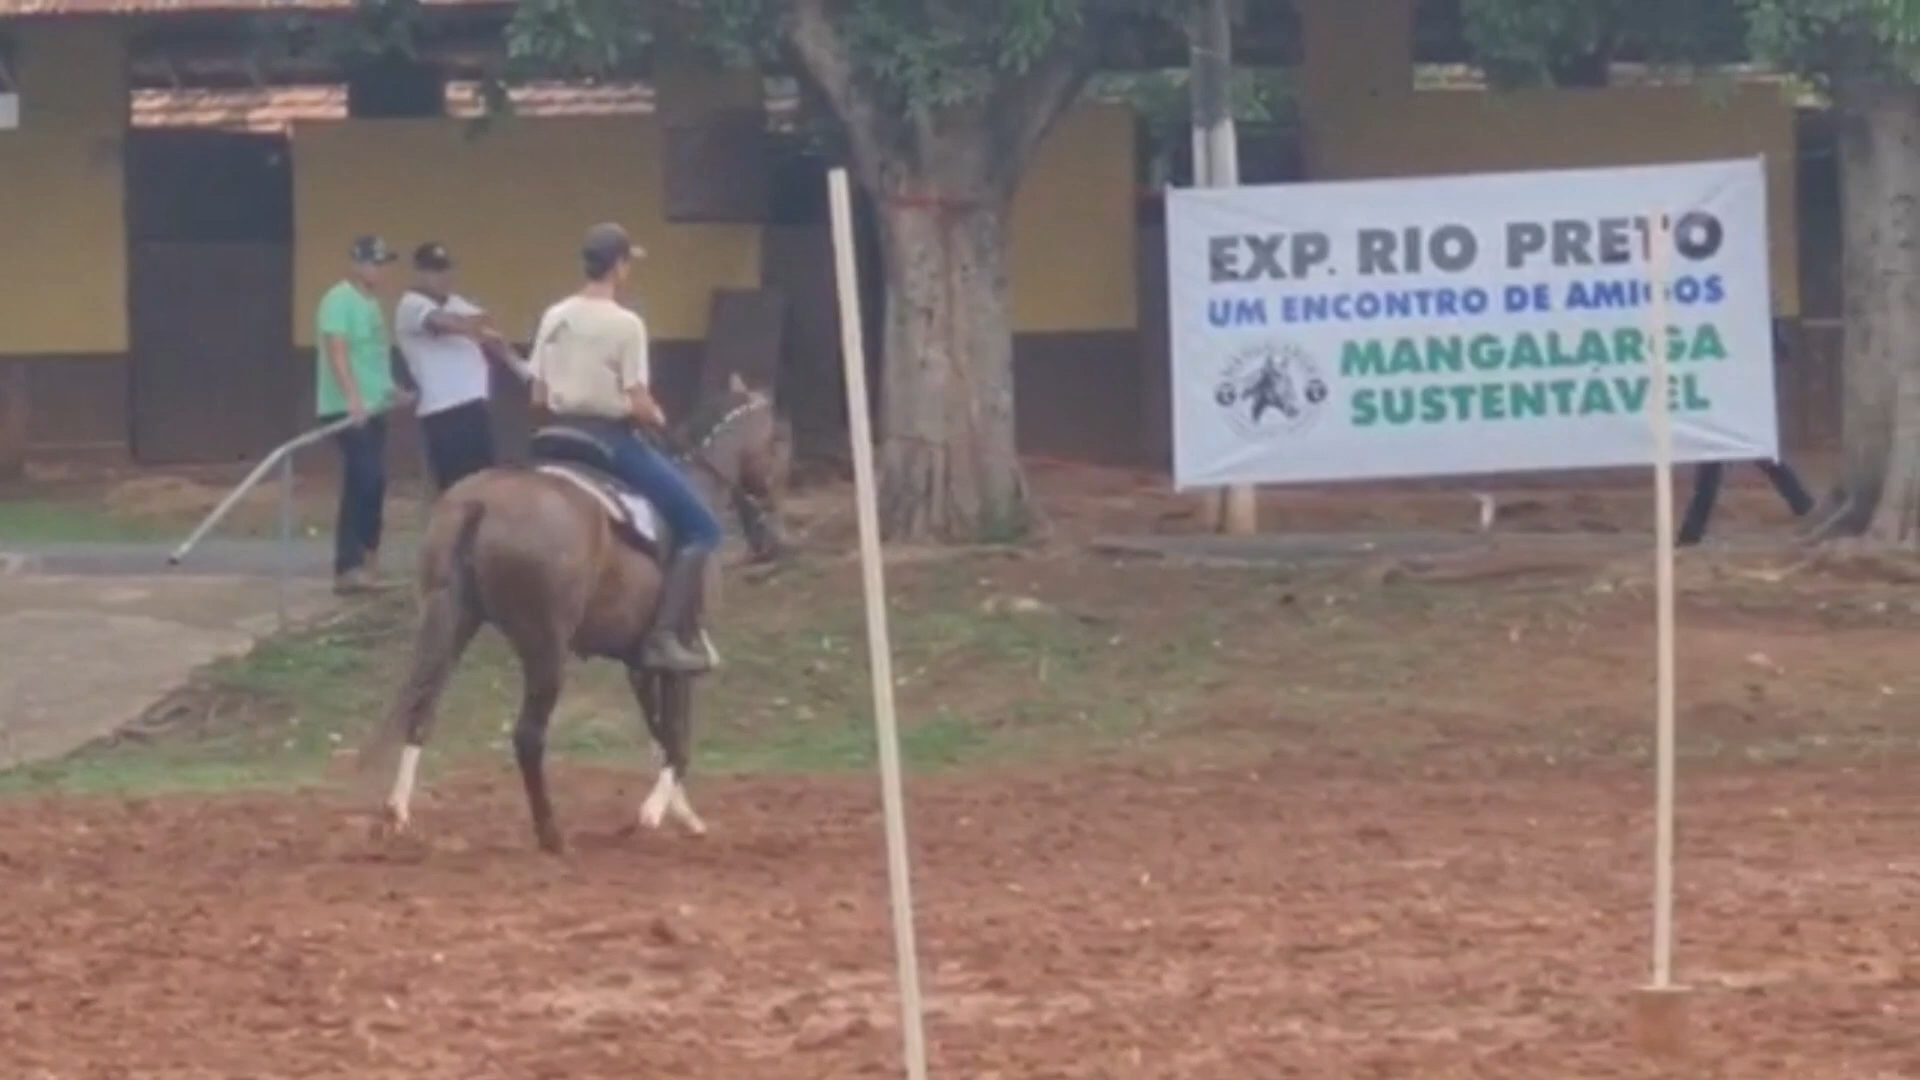 EXP. RIO PRETO
UM ENCONTRO DE AMIGOS
MANGALARGA
SUSTENTÁVEL